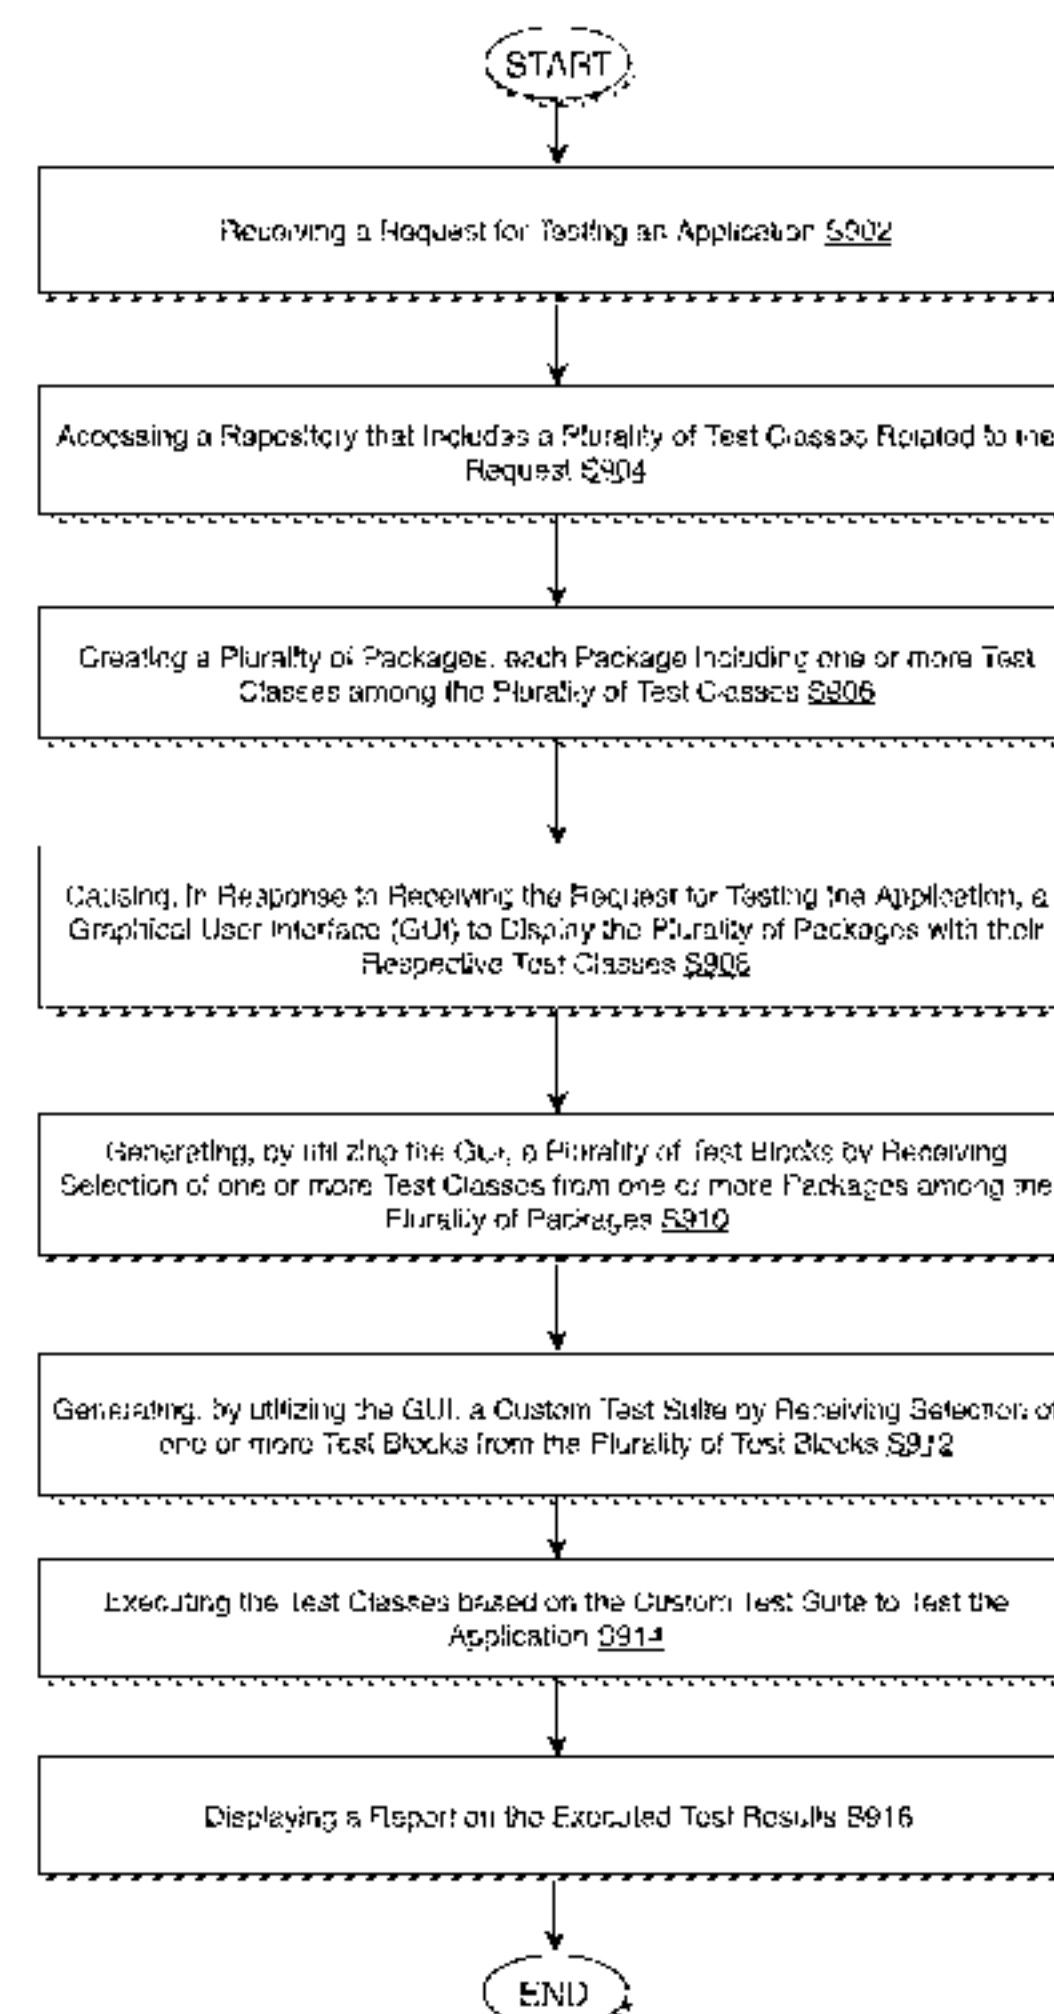 START
Receiving a Request for Testing an Application S902
Accessing a Repository that Includes a Plurality of Test Classes Related to the
Request S904
Creating a Plurality of Packages, each Package Including one or more Test
Classes among the Plurality of Test Classes S906
Causing, in Response to Receiving the Request for Testing the Application, a
Graphical User Interface (GUI) to Display the Plurality of Packages with their
Respective Test Classes S908
Generating, by utilizing the GUI, a Plurality of Test Blocks by Receiving
Selection of one or more Test Classes from one or more Packages among the
Plurality of Packages S910
Generating, by utilizing the GUI, a Custom Test Suite by Receiving Selection of
one or more Test Blocks from the Plurality of Test Blocks S912
Executing the Test Classes based on the Custom Test Suite to Test the
Application S914
Displaying a Report on the Executed Test Results S916
END